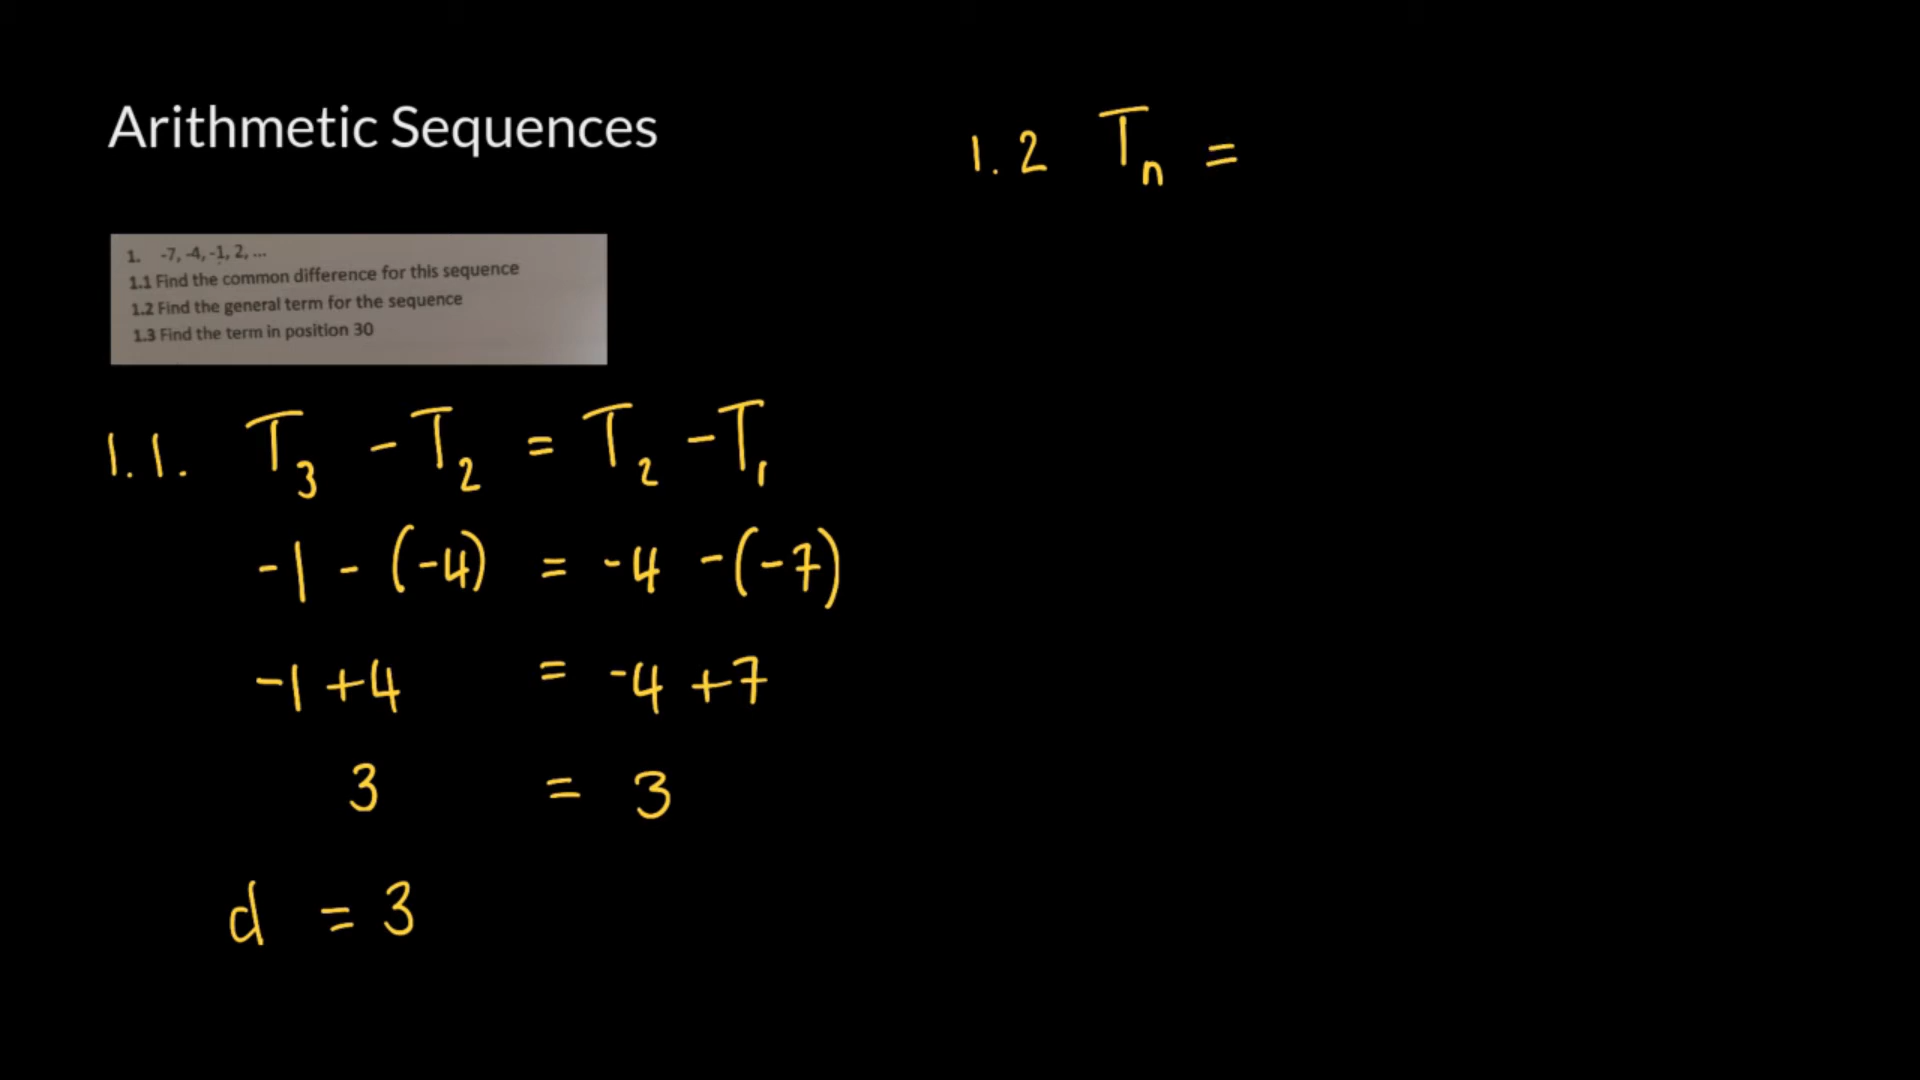 Arithmetic Sequences
1. -7, -4, -1, 2, ...
1.1 Find the common difference for this sequence
1.2 Find the general term for the sequence
1.3 Find the term in position 30
1.1. T₃ - T₂ = T₂ - T₁
-1 - (-4) = -4 - (-7)
-1 + 4 = -4 + 7
3 = 3
d = 3
1.2 Tₙ =